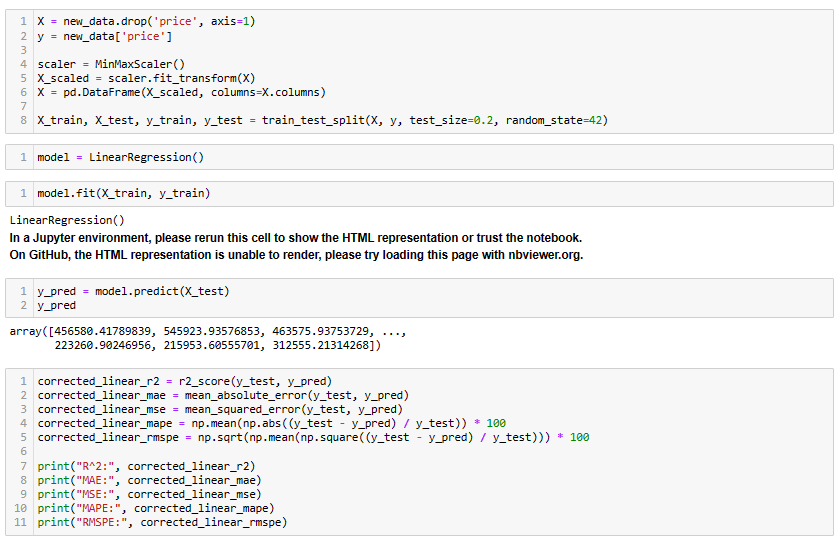 1 X = new_data.drop('price', axis=1)
2 y = new_data['price']
3
4 scaler = MinMaxScaler()
5 X_scaled = scaler.fit_transform(X)
6 X = pd.DataFrame(X_scaled, columns=X.columns)
7
8 X_train, X_test, y_train, y_test = train_test_split(X, y, test_size=0.2, random_state=42)
1 model = LinearRegression()
1 model.fit(X_train, y_train)
LinearRegression()
In a Jupyter environment, please rerun this cell to show the HTML representation or trust the notebook.
On GitHub, the HTML representation is unable to render, please try loading this page with nbviewer.org.
1 y_pred = model.predict(X_test)
2 y_pred
array([456580.41789839, 545923.93576853, 463575.93753729, ...,
223260.90246956, 215953.60555701, 312555.21314268])
1 corrected_linear_r2 = r2_score(y_test, y_pred)
2 corrected_linear_mae = mean_absolute_error(y_test, y_pred)
3 corrected_linear_mse = mean_squared_error(y_test, y_pred)
4 corrected_linear_mape = np.mean(np.abs((y_test - y_pred) / y_test)) * 100
5 corrected_linear_rmspe = np.sqrt(np.mean(np.square((y_test - y_pred) / y_test))) * 100
6
7 print("R^2:", corrected_linear_r2)
8 print("MAE:", corrected_linear_mae)
9 print("MSE:", corrected_linear_mse)
10 print("MAPE:", corrected_linear_mape)
11 print("RMSPE:", corrected_linear_rmspe)